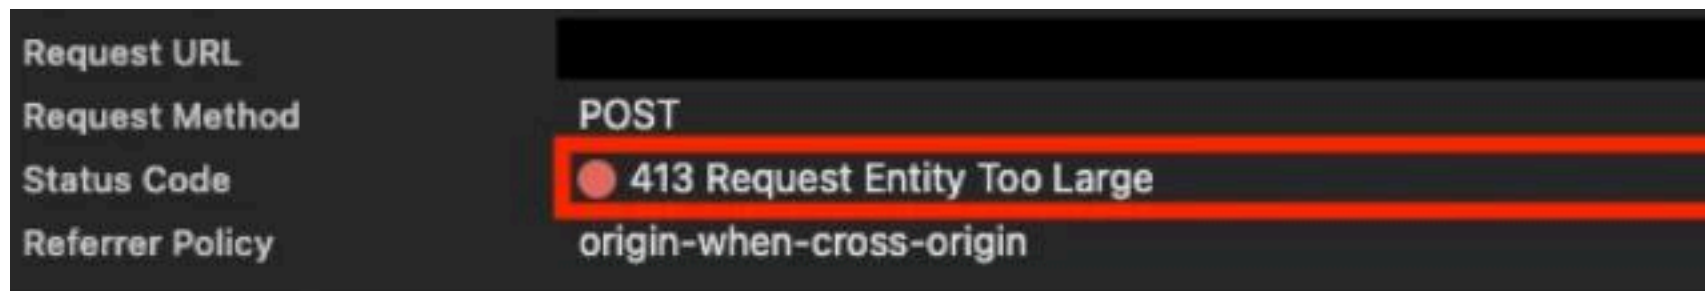 Request URL
Request Method POST
Status Code 413 Request Entity Too Large
Referrer Policy origin-when-cross-origin